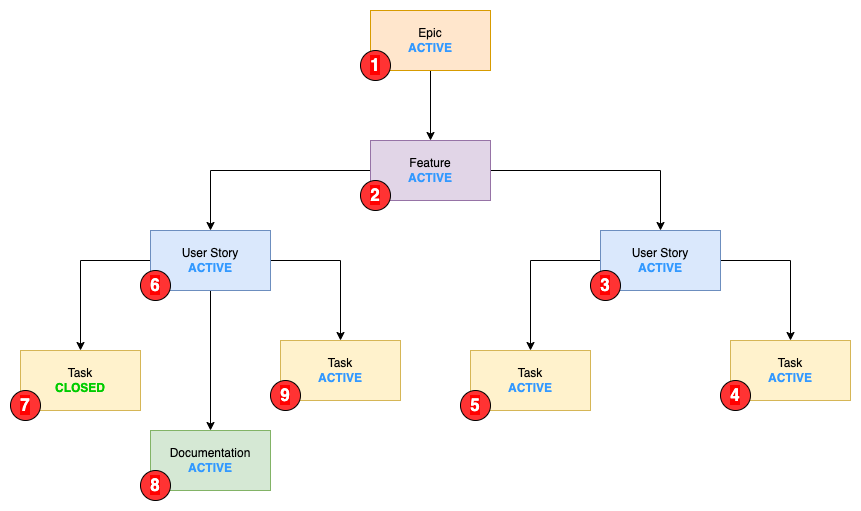 Epic
ACTIVE
1
Feature
ACTIVE
2
User Story
ACTIVE
6
User Story
ACTIVE
3
Task
CLOSED
7
Task
ACTIVE
9
Task
ACTIVE
5
Task
ACTIVE
4
Documentation
ACTIVE
8